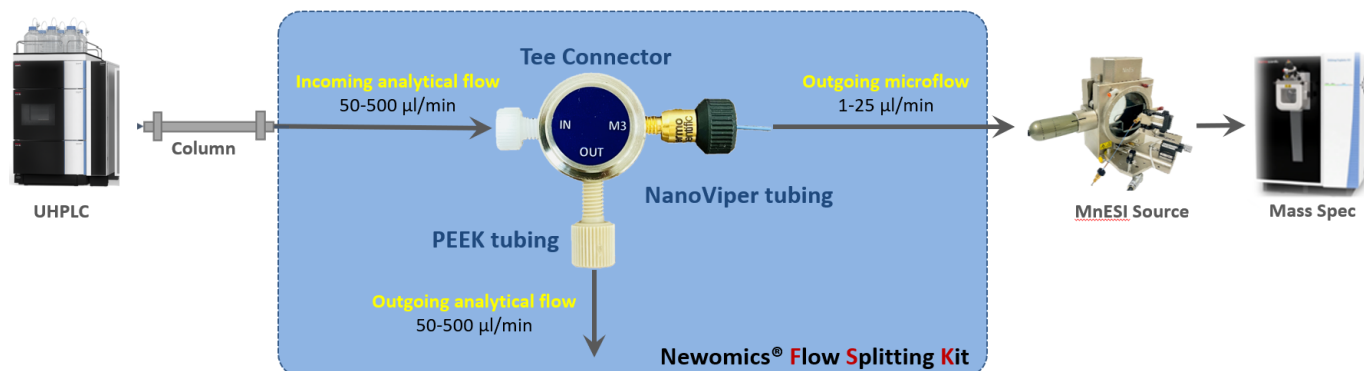 Tee Connector
Incoming analytical flow
50-500 µl/min
Outgoing microflow
1-25 µl/min
IN
M3
OUT
Column
NanoViper tubing
UHPLC
MnESI Source
Mass Spec
PEEK tubing
Outgoing analytical flow
50-500 µl/min
Newomics® Flow Splitting Kit